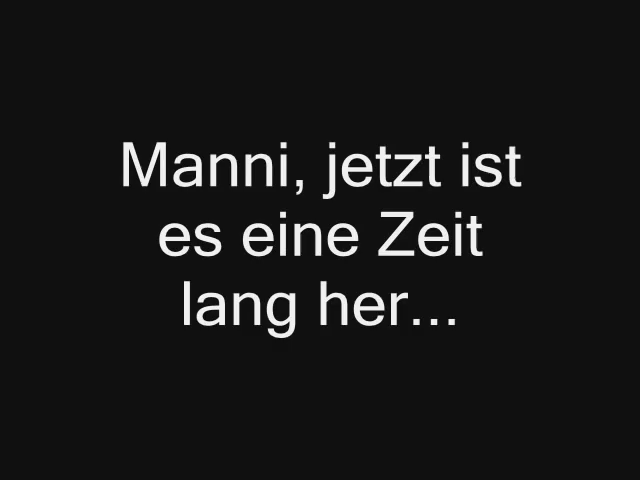 Manni, jetzt ist
es eine Zeit
lang her...